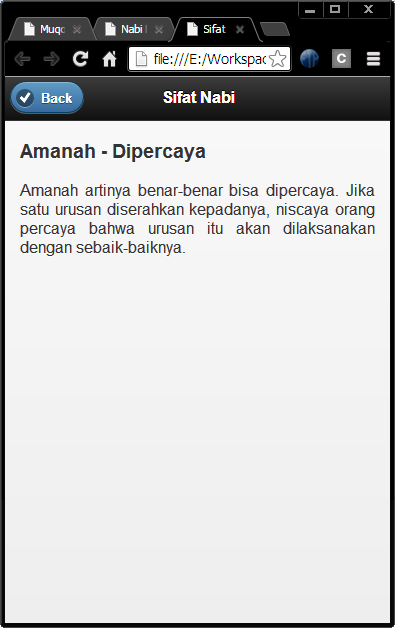 Muqo
Nabi
Sifat
file:///E:/Workspac
Back
Sifat Nabi
C
Amanah - Dipercaya
Amanah artinya benar-benar bisa dipercaya. Jika
satu urusan diserahkan kepadanya, niscaya orang
percaya bahwa urusan itu akan dilaksanakan
dengan sebaik-baiknya.